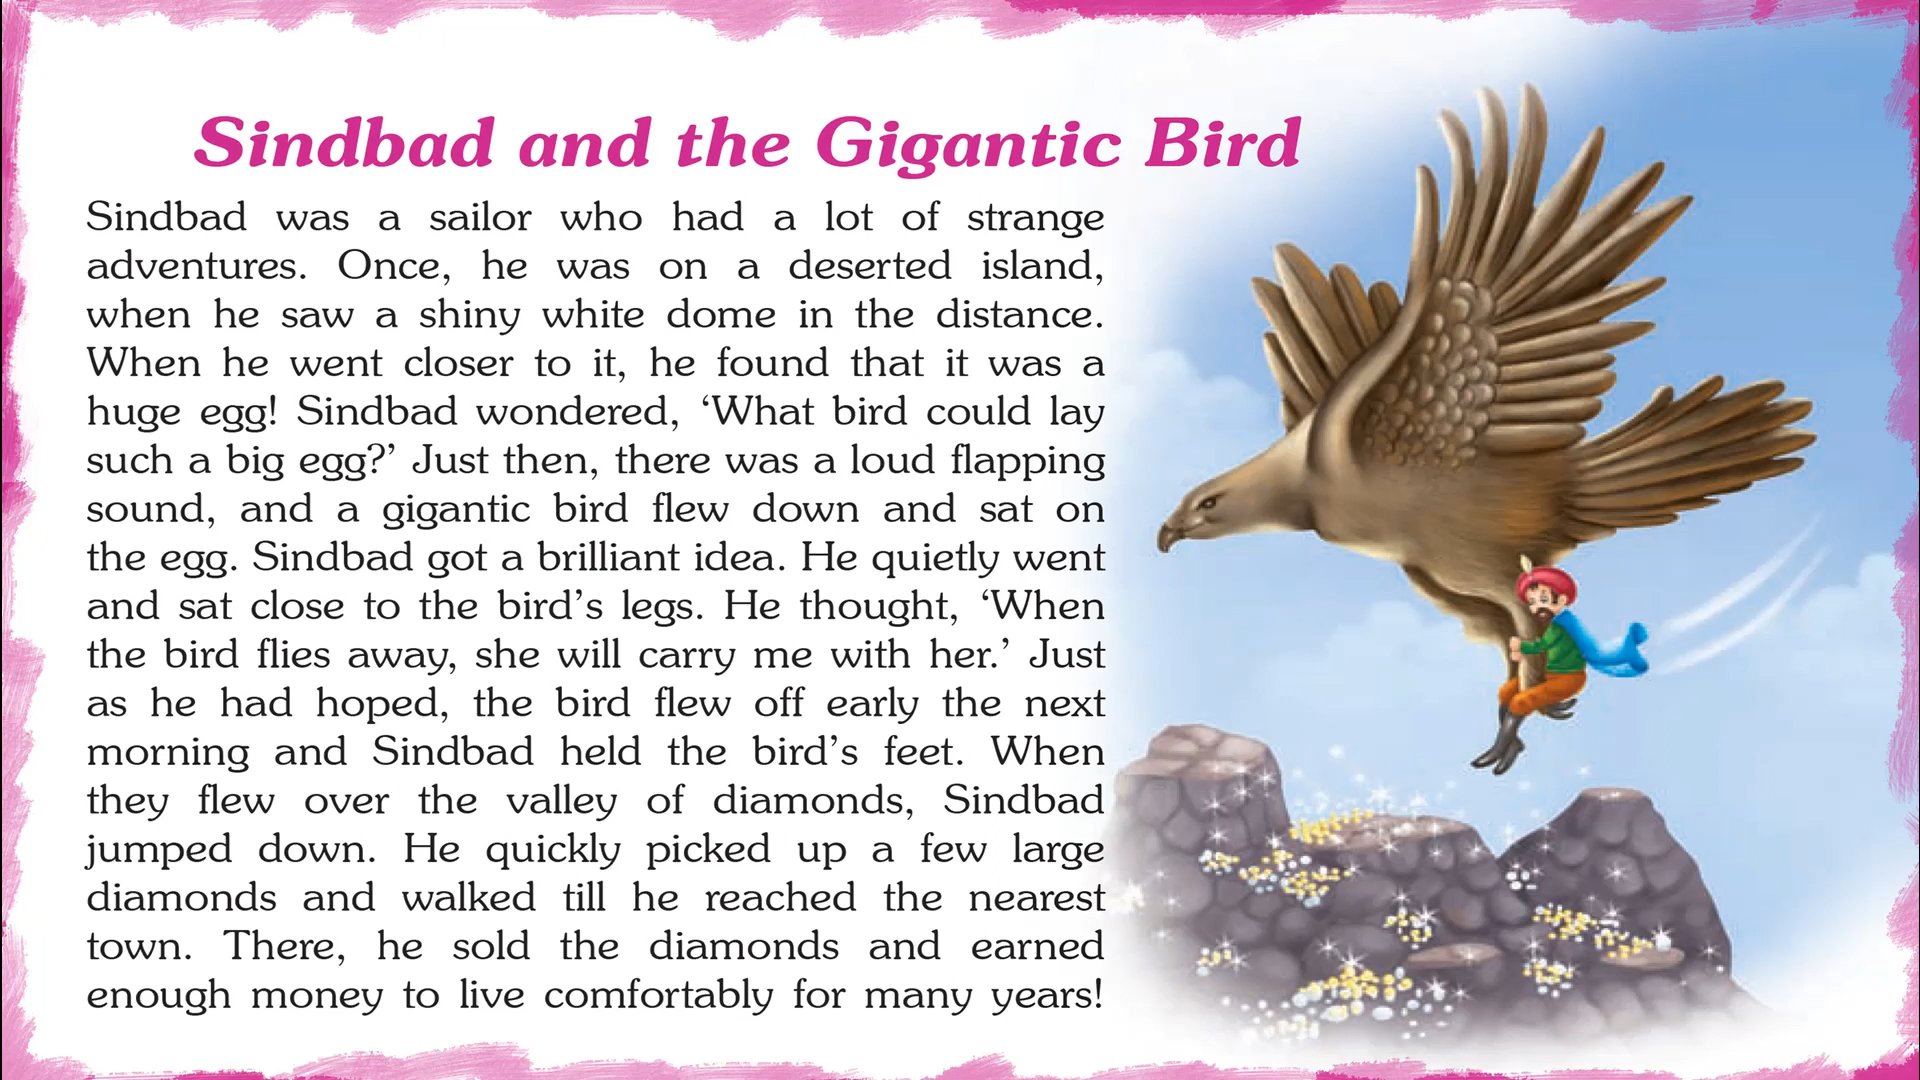 Sindbad and the Gigantic Bird
Sindbad was a sailor who had a lot of strange
adventures. Once, he was on a deserted island,
when he saw a shiny white dome in the distance.
When he went closer to it, he found that it was a
huge egg! Sindbad wondered, ‘What bird could lay
such a big egg?’ Just then, there was a loud flapping
sound, and a gigantic bird flew down and sat on
the egg. Sindbad got a brilliant idea. He quietly went
and sat close to the bird’s legs. He thought, ‘When
the bird flies away, she will carry me with her.’ Just
as he had hoped, the bird flew off early the next
morning and Sindbad held the bird’s feet. When
they flew over the valley of diamonds, Sindbad
jumped down. He quickly picked up a few large
diamonds and walked till he reached the nearest
town. There, he sold the diamonds and earned
enough money to live comfortably for many years!